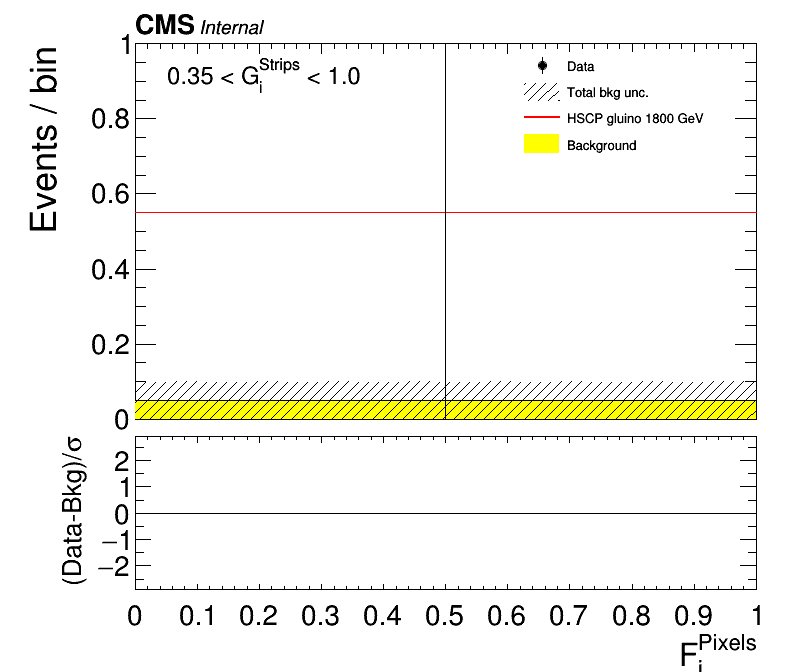 CMS Internal
Events / bin
0.35 < G_i^Strips < 1.0
Data
Total bkg unc.
HSCP gluino 1800 GeV
Background
1
0.8
0.6
0.4
0.2
0
(Data-Bkg)/σ
2
1
0
−1
−2
0 0.1 0.2 0.3 0.4 0.5 0.6 0.7 0.8 0.9 1
F_i^Pixels